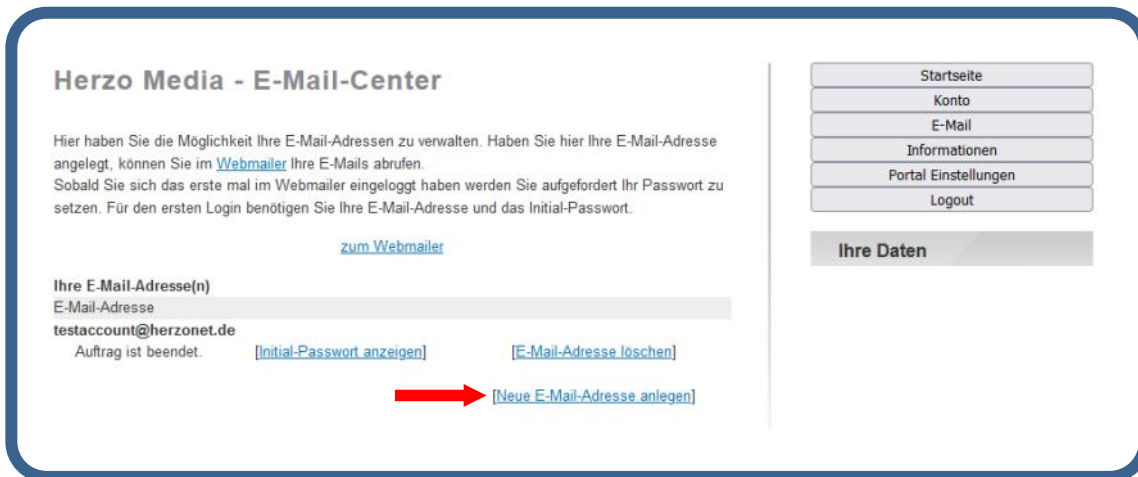 Herzo Media - E-Mail-Center
Hier haben Sie die Möglichkeit Ihre E-Mail-Adressen zu verwalten. Haben Sie hier Ihre E-Mail-Adresse
angelegt, können Sie im Webmailer Ihre E-Mails abrufen.
Sobald Sie sich das erste mal im Webmailer eingeloggt haben werden Sie aufgefordert Ihr Passwort zu
setzen. Für den ersten Login benötigen Sie Ihre E-Mail-Adresse und das Initial-Passwort.
zum Webmailer
Ihre E-Mail-Adresse(n)
E-Mail-Adresse
testaccount@herzonet.de
Auftrag ist beendet. [Initial-Passwort anzeigen] [E-Mail-Adresse löschen]
[Neue E-Mail-Adresse anlegen]
Startseite
Konto
E-Mail
Informationen
Portal Einstellungen
Logout
Ihre Daten